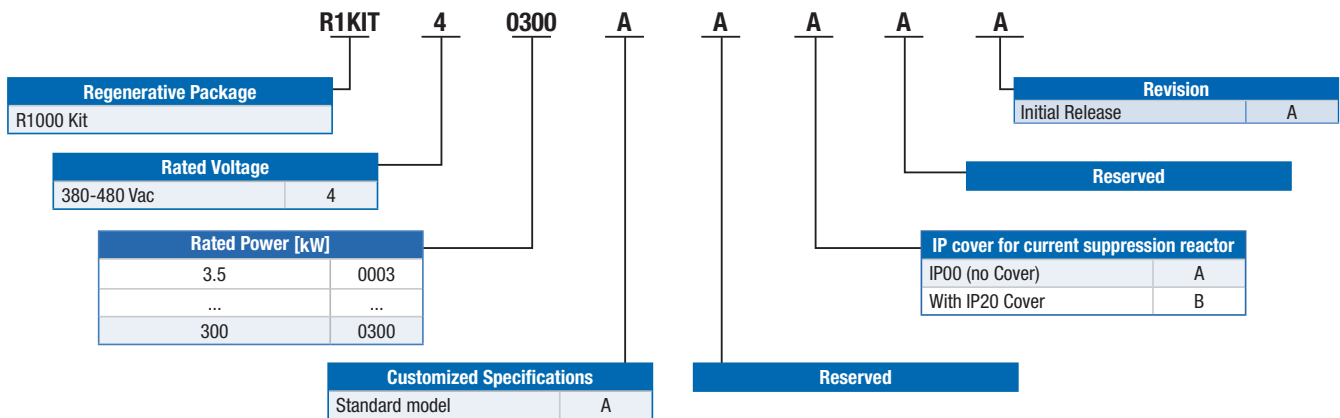 R1KIT 4 0300 A A A A A
Regenerative Package
R1000 Kit
Revision
Initial Release A
Rated Voltage
380-480 Vac 4
Reserved
Rated Power [kW]
3.5 0003
... ...
300 0300
IP cover for current suppression reactor
IP00 (no Cover) A
With IP20 Cover B
Customized Specifications
Standard model A
Reserved